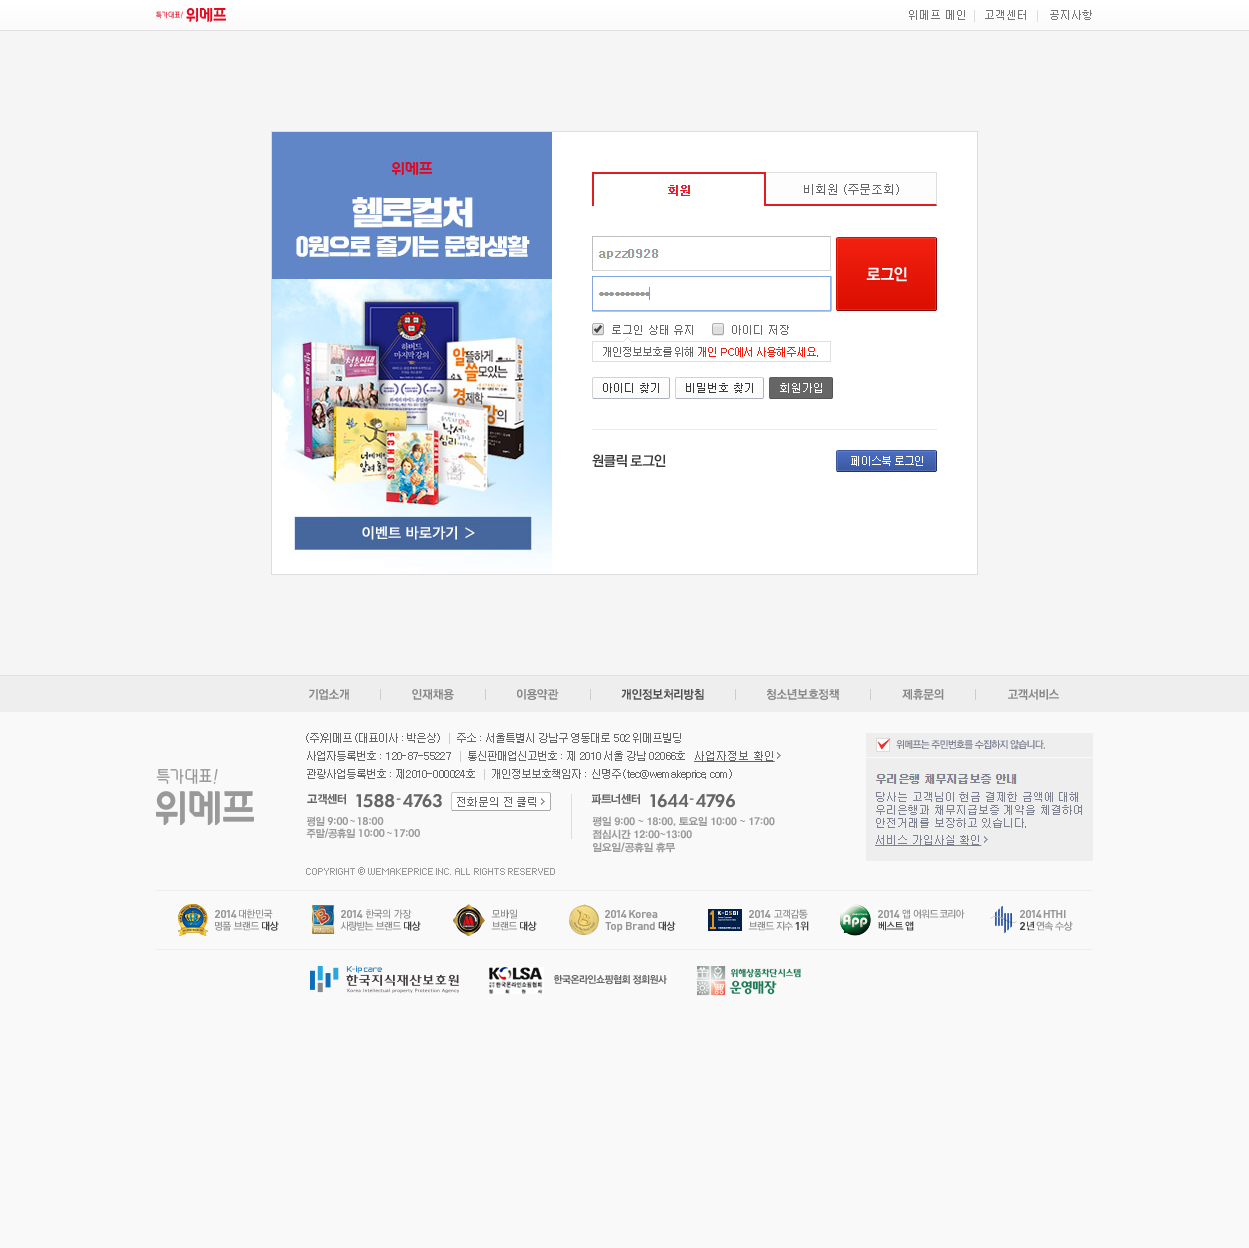 특가대표! 위메프
위메프 메인 고객센터 공지사항
위메프
헬로컬처
0원으로 즐기는 문화생활
하버드
마지막 강의
알뜰하게
쓸모있는
경제학
강의
낙서
심리
너에게만
알려줄게
ECHOES
이벤트 바로가기 >
회원
비회원 (주문조회)
apzz0928
로그인
로그인 상태 유지 아이디 저장
개인정보보호를 위해 개인 PC에서 사용해주세요.
아이디 찾기 비밀번호 찾기 회원가입
원클릭 로그인
페이스북 로그인
기업소개 인재채용 이용약관 개인정보처리방침 청소년보호정책 제휴문의 고객서비스
특가대표!
위메프
(주)위메프 (대표이사 : 박은상) 주소 : 서울특별시 강남구 영동대로 502 위메프빌딩
사업자등록번호 : 120-87-55227 통신판매업신고번호 : 제 2010 서울 강남 02066호 사업자정보 확인 >
관광사업등록번호 : 제2010-000024호 개인정보보호책임자 : 신명주(tec@wemakeprice.com)
고객센터 1588-4763 전화문의 전 클릭 >
평일 9:00~18:00
주말/공휴일 10:00~17:00
파트너센터 1644-4796
평일 9:00 ~ 18:00, 토요일 10:00 ~ 17:00
점심시간 12:00~13:00
일요일/공휴일 휴무
COPYRIGHT © WEMAKEPRICE INC. ALL RIGHTS RESERVED
위메프는 주민번호를 수집하지 않습니다.
우리은행 채무지급보증 안내
당사는 고객님이 현금 결제한 금액에 대해
우리은행과 채무지급보증 계약을 체결하여
안전거래를 보장하고 있습니다.
서비스 가입사실 확인 >
2014 대한민국
명품 브랜드 대상
2014 한국의 가장
사랑받는 브랜드 대상
모바일
브랜드 대상
2014 Korea
Top Brand 대상
K-CSBI
2014 고객감동
브랜드 지수 1위
App
2014 앱 어워드 코리아
베스트 앱
2014 HTHI
2년 연속 수상
K-ip care
한국지식재산보호원
Korea Intellectual property Protection Agency
KOLSA
한국온라인쇼핑협회
정회원사
한국온라인쇼핑협회 정회원사
위해상품차단시스템
운영매장